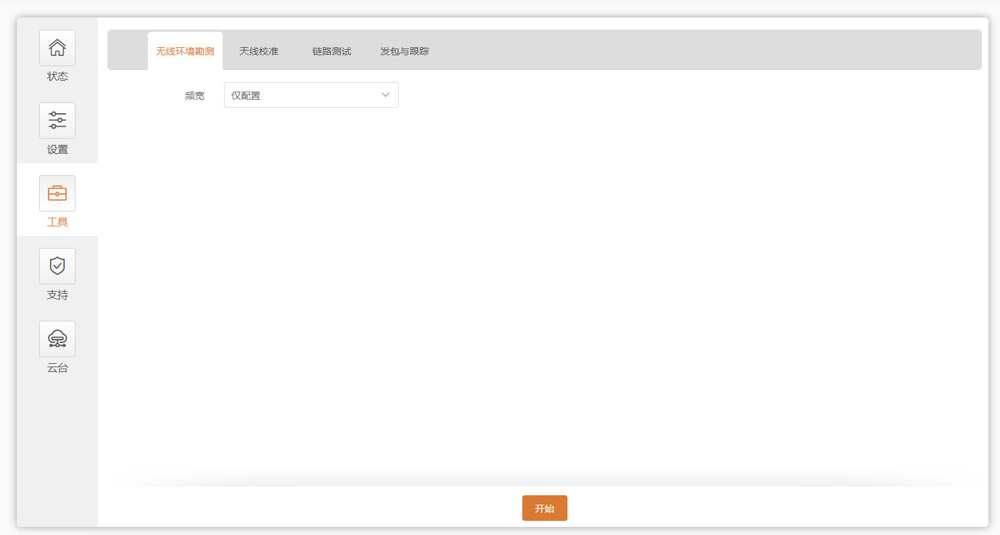 状态
设置
工具
支持
云台
无线环境勘测 天线校准 链路测试 发包与跟踪
频宽 仅配置
开始